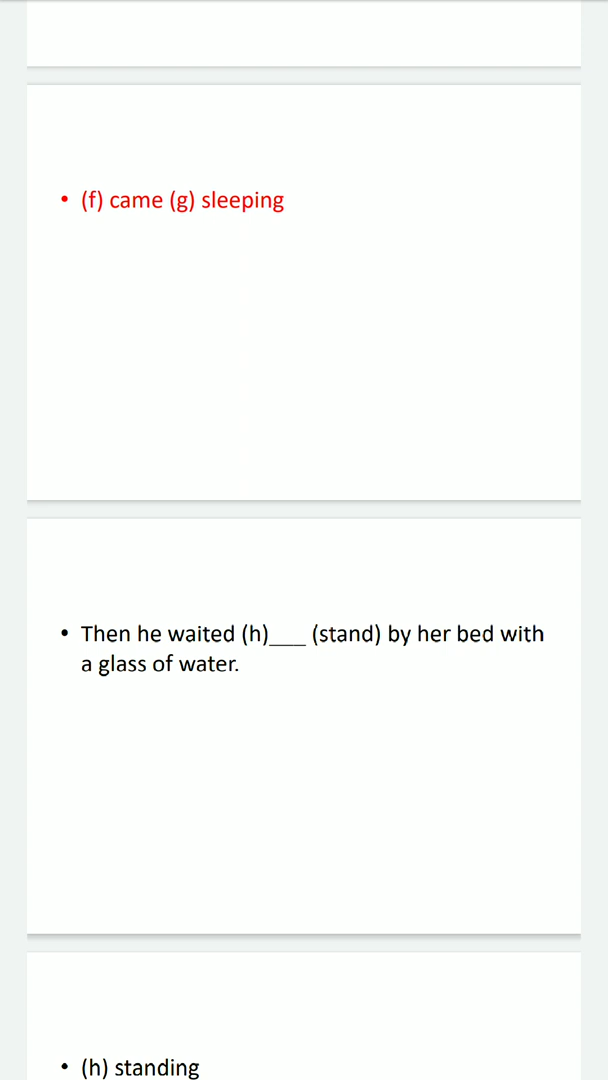 • (f) came (g) sleeping
• Then he waited (h)___ (stand) by her bed with
a glass of water.
• (h) standing